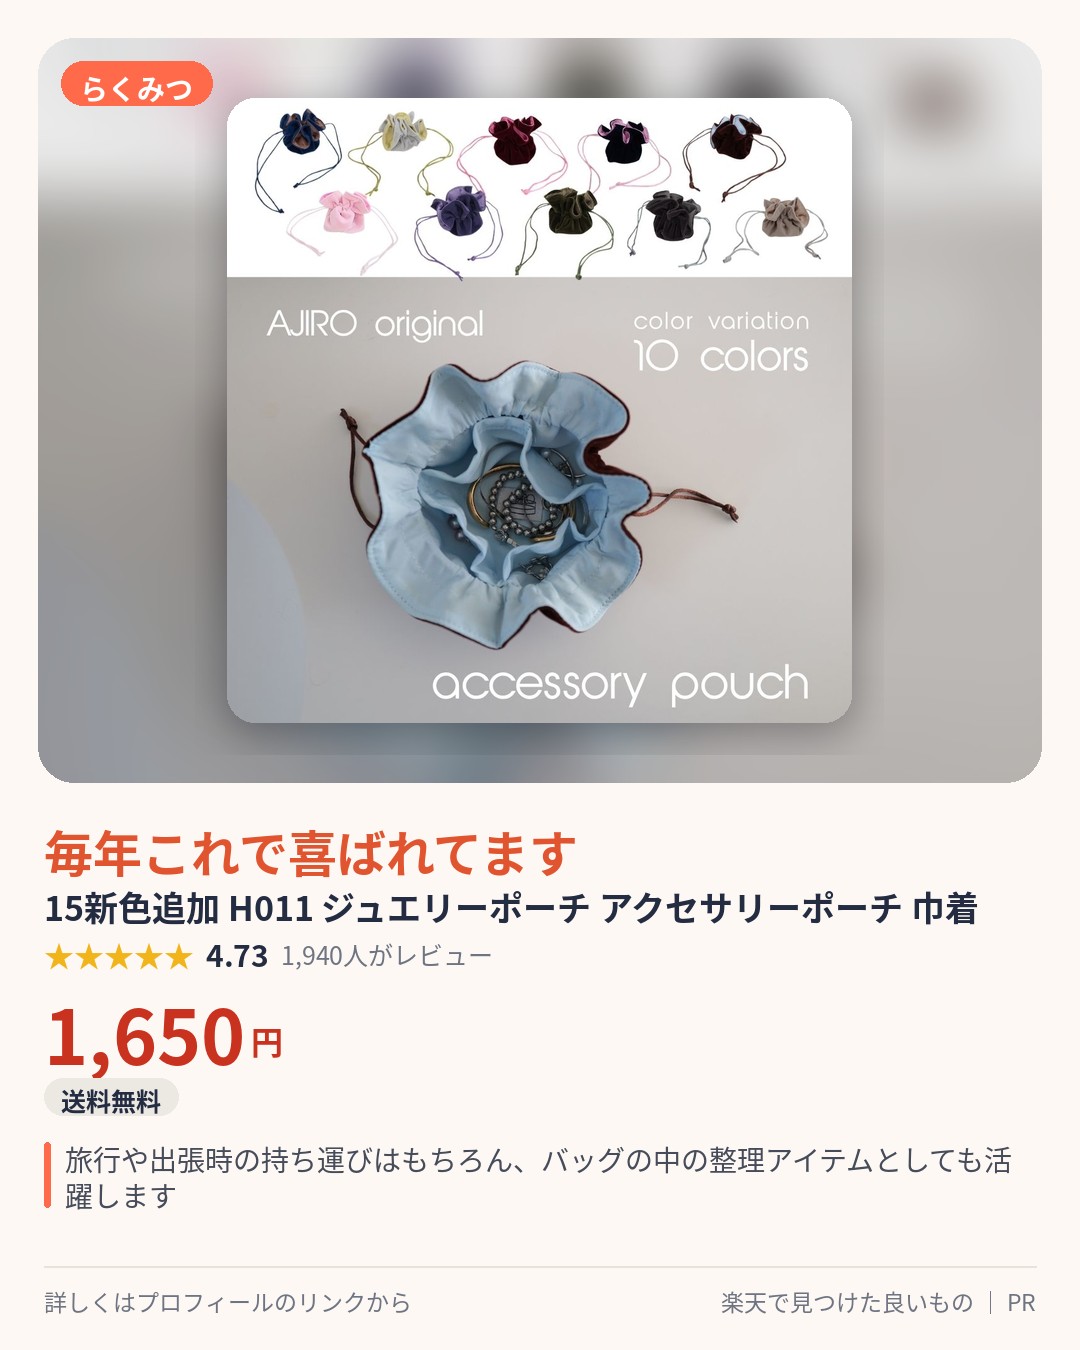 らくみつ
AJIRO original
color variation
10 colors
accessory pouch
毎年これで喜ばれてます
15新色追加 H011 ジュエリーポーチ アクセサリーポーチ 巾着
★★★★★ 4.73 1,940人がレビュー
1,650円
送料無料
旅行や出張時の持ち運びはもちろん、バッグの中の整理アイテムとしても活
躍します
詳しくはプロフィールのリンクから
楽天で見つけた良いもの | PR